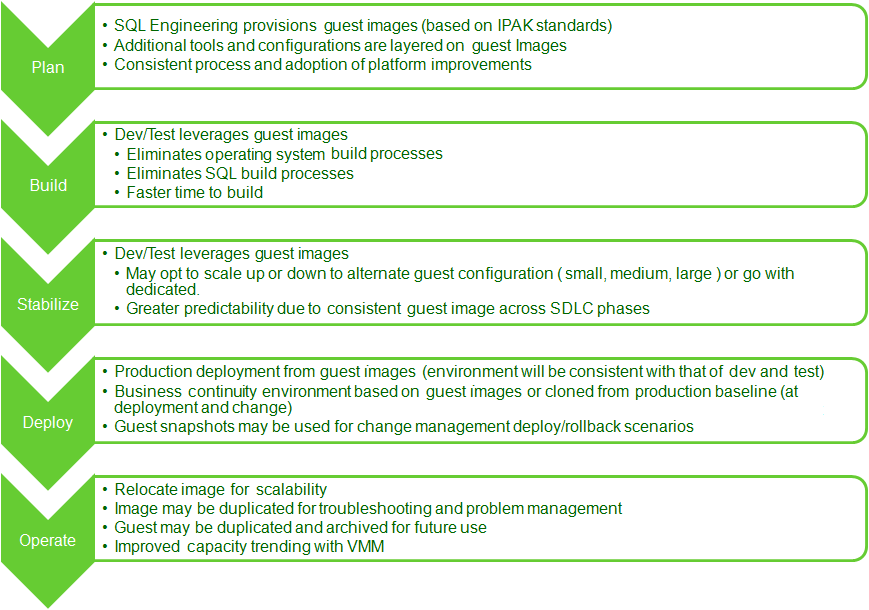 Plan
• SQL Engineering provisions guest images (based on IPAK standards)
• Additional tools and configurations are layered on guest Images
• Consistent process and adoption of platform improvements
Build
• Dev/Test leverages guest images
• Eliminates operating system build processes
• Eliminates SQL build processes
• Faster time to build
Stabilize
• Dev/Test leverages guest images
• May opt to scale up or down to alternate guest configuration ( small, medium, large ) or go with
dedicated.
• Greater predictability due to consistent guest image across SDLC phases
Deploy
• Production deployment from guest images (environment will be consistent with that of dev and test)
• Business continuity environment based on guest images or cloned from production baseline (at
deployment and change)
• Guest snapshots may be used for change management deploy/rollback scenarios
Operate
• Relocate image for scalability
• Image may be duplicated for troubleshooting and problem management
• Guest may be duplicated and archived for future use
• Improved capacity trending with VMM